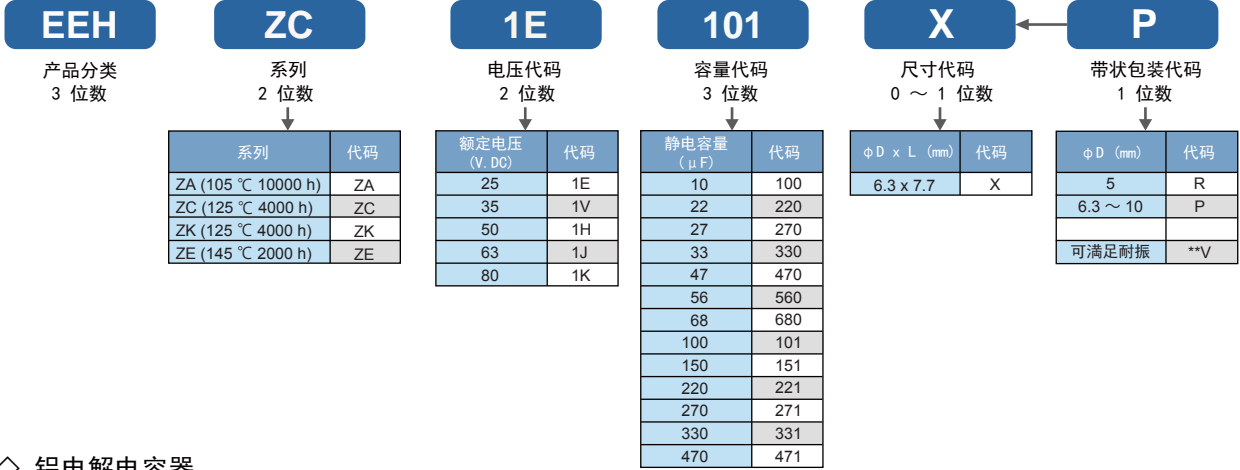 EEH ZC 1E 101 X P
产品分类 系列 电压代码 容量代码 尺寸代码 带状包装代码
3 位数 2 位数 2 位数 3 位数 0 ～ 1 位数 1 位数
系列 代码
ZA (105 ℃ 10000 h) ZA
ZC (125 ℃ 4000 h) ZC
ZK (125 ℃ 4000 h) ZK
ZE (145 ℃ 2000 h) ZE
额定电压
(V.DC) 代码
25 1E
35 1V
50 1H
63 1J
80 1K
静电容量
(μF) 代码
10 100
22 220
27 270
33 330
47 470
56 560
68 680
100 101
150 151
220 221
270 271
330 331
470 471
φD x L (mm) 代码
6.3 x 7.7 X
φD (mm) 代码
5 R
6.3 ～ 10 P
可满足耐振 **V
◇ 铝电解电容器